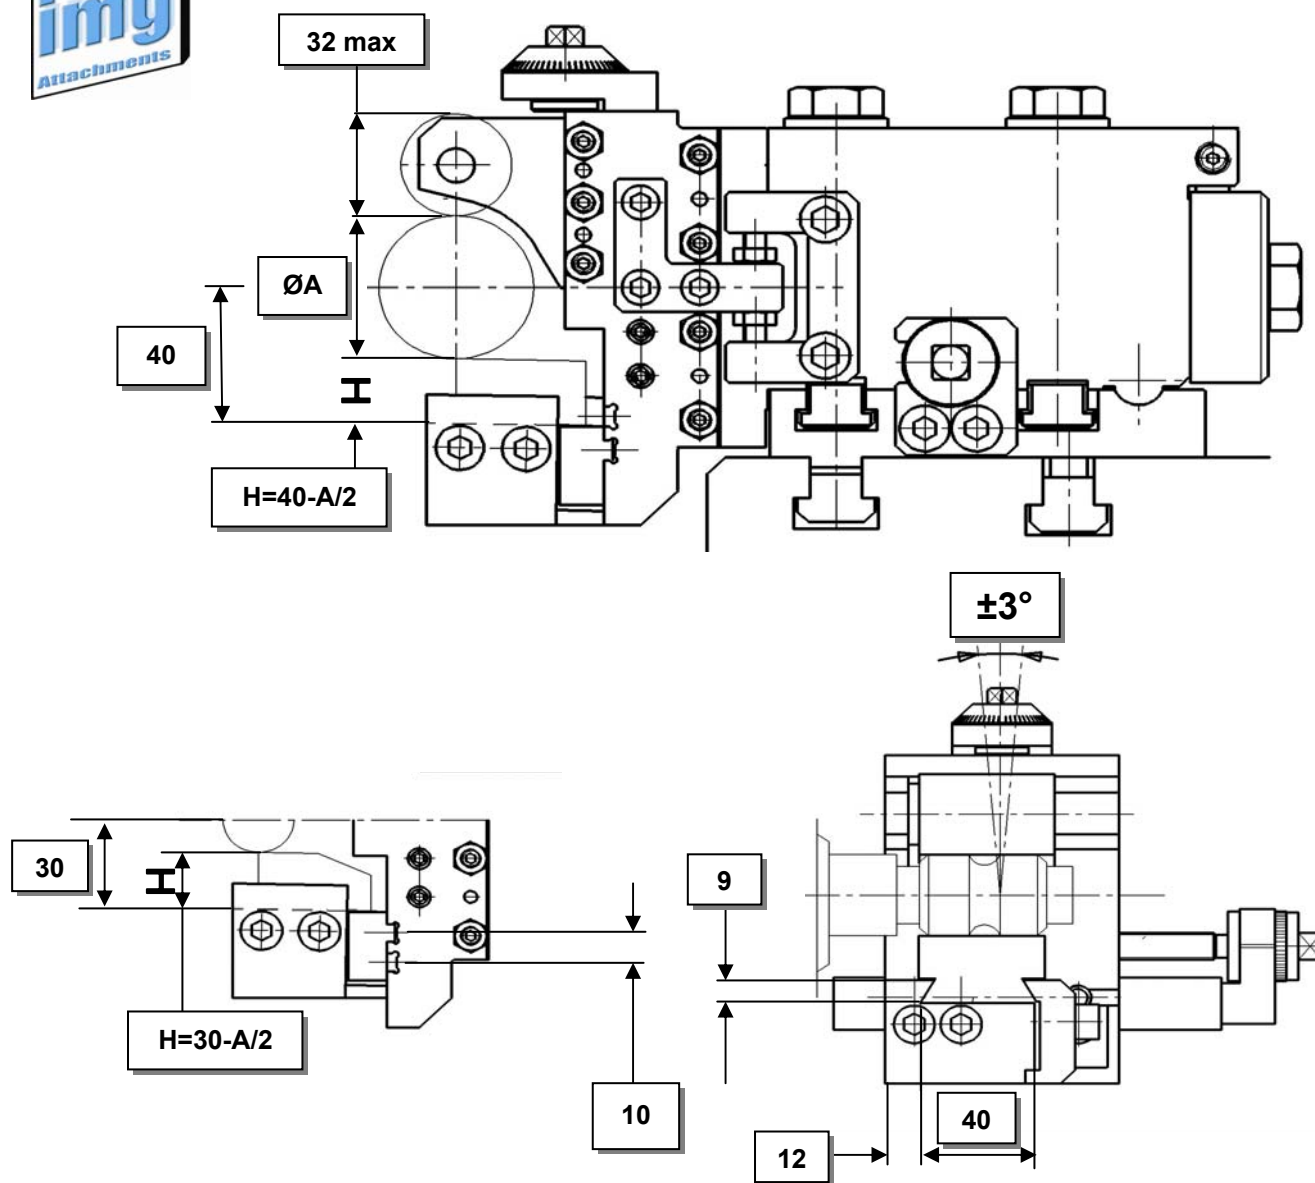 img
Attachments
32 max
ØA
40
H
H=40-A/2
±3°
30
H
9
H=30-A/2
10
40
12